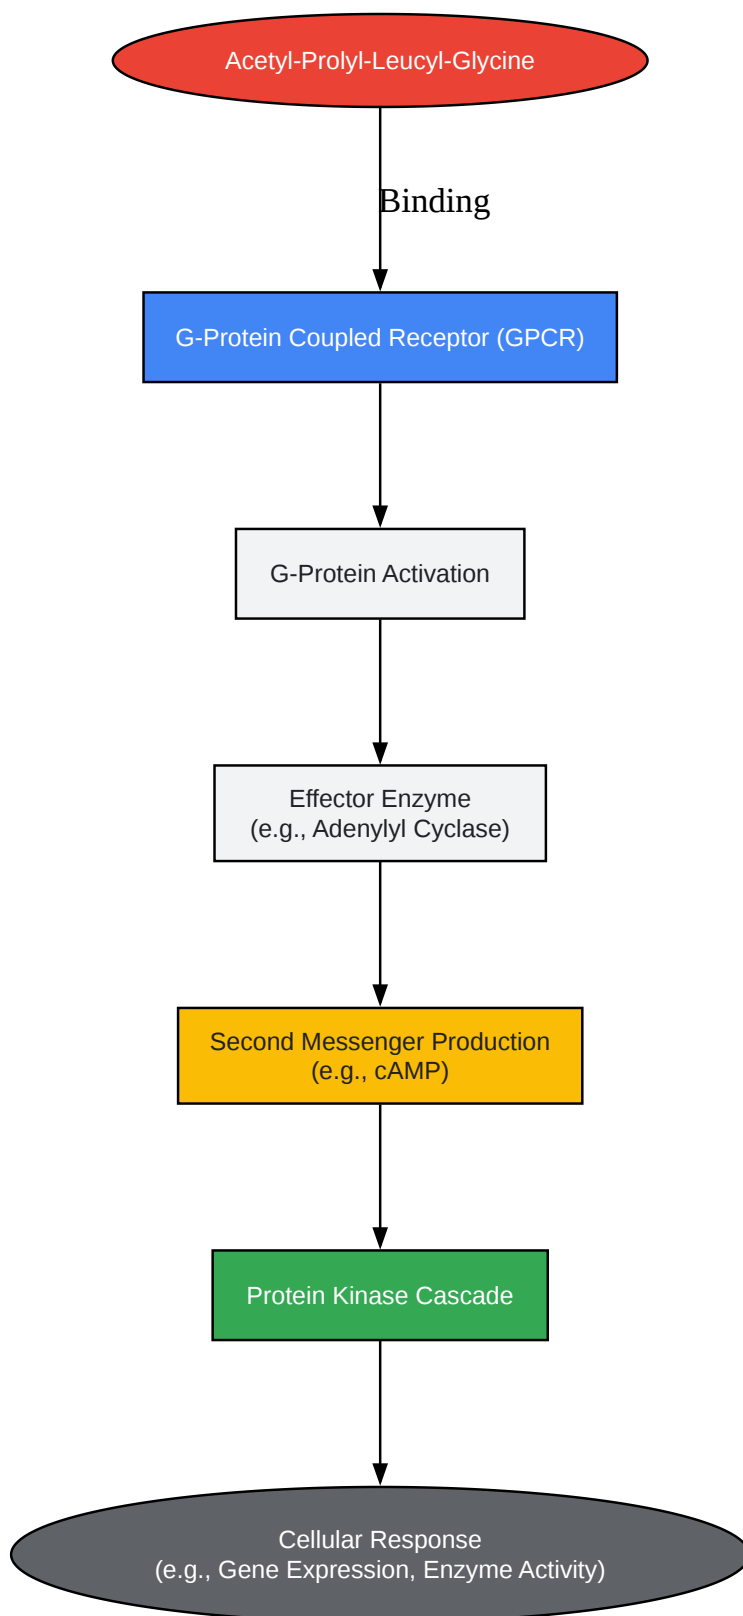 Acetyl-Prolyl-Leucyl-Glycine
Binding
G-Protein Coupled Receptor (GPCR)
G-Protein Activation
Effector Enzyme
(e.g., Adenylyl Cyclase)
Second Messenger Production
(e.g., cAMP)
Protein Kinase Cascade
Cellular Response
(e.g., Gene Expression, Enzyme Activity)